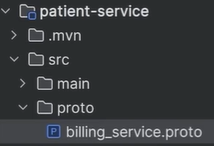 patient-service
.mvn
src
main
proto
P billing_service.proto